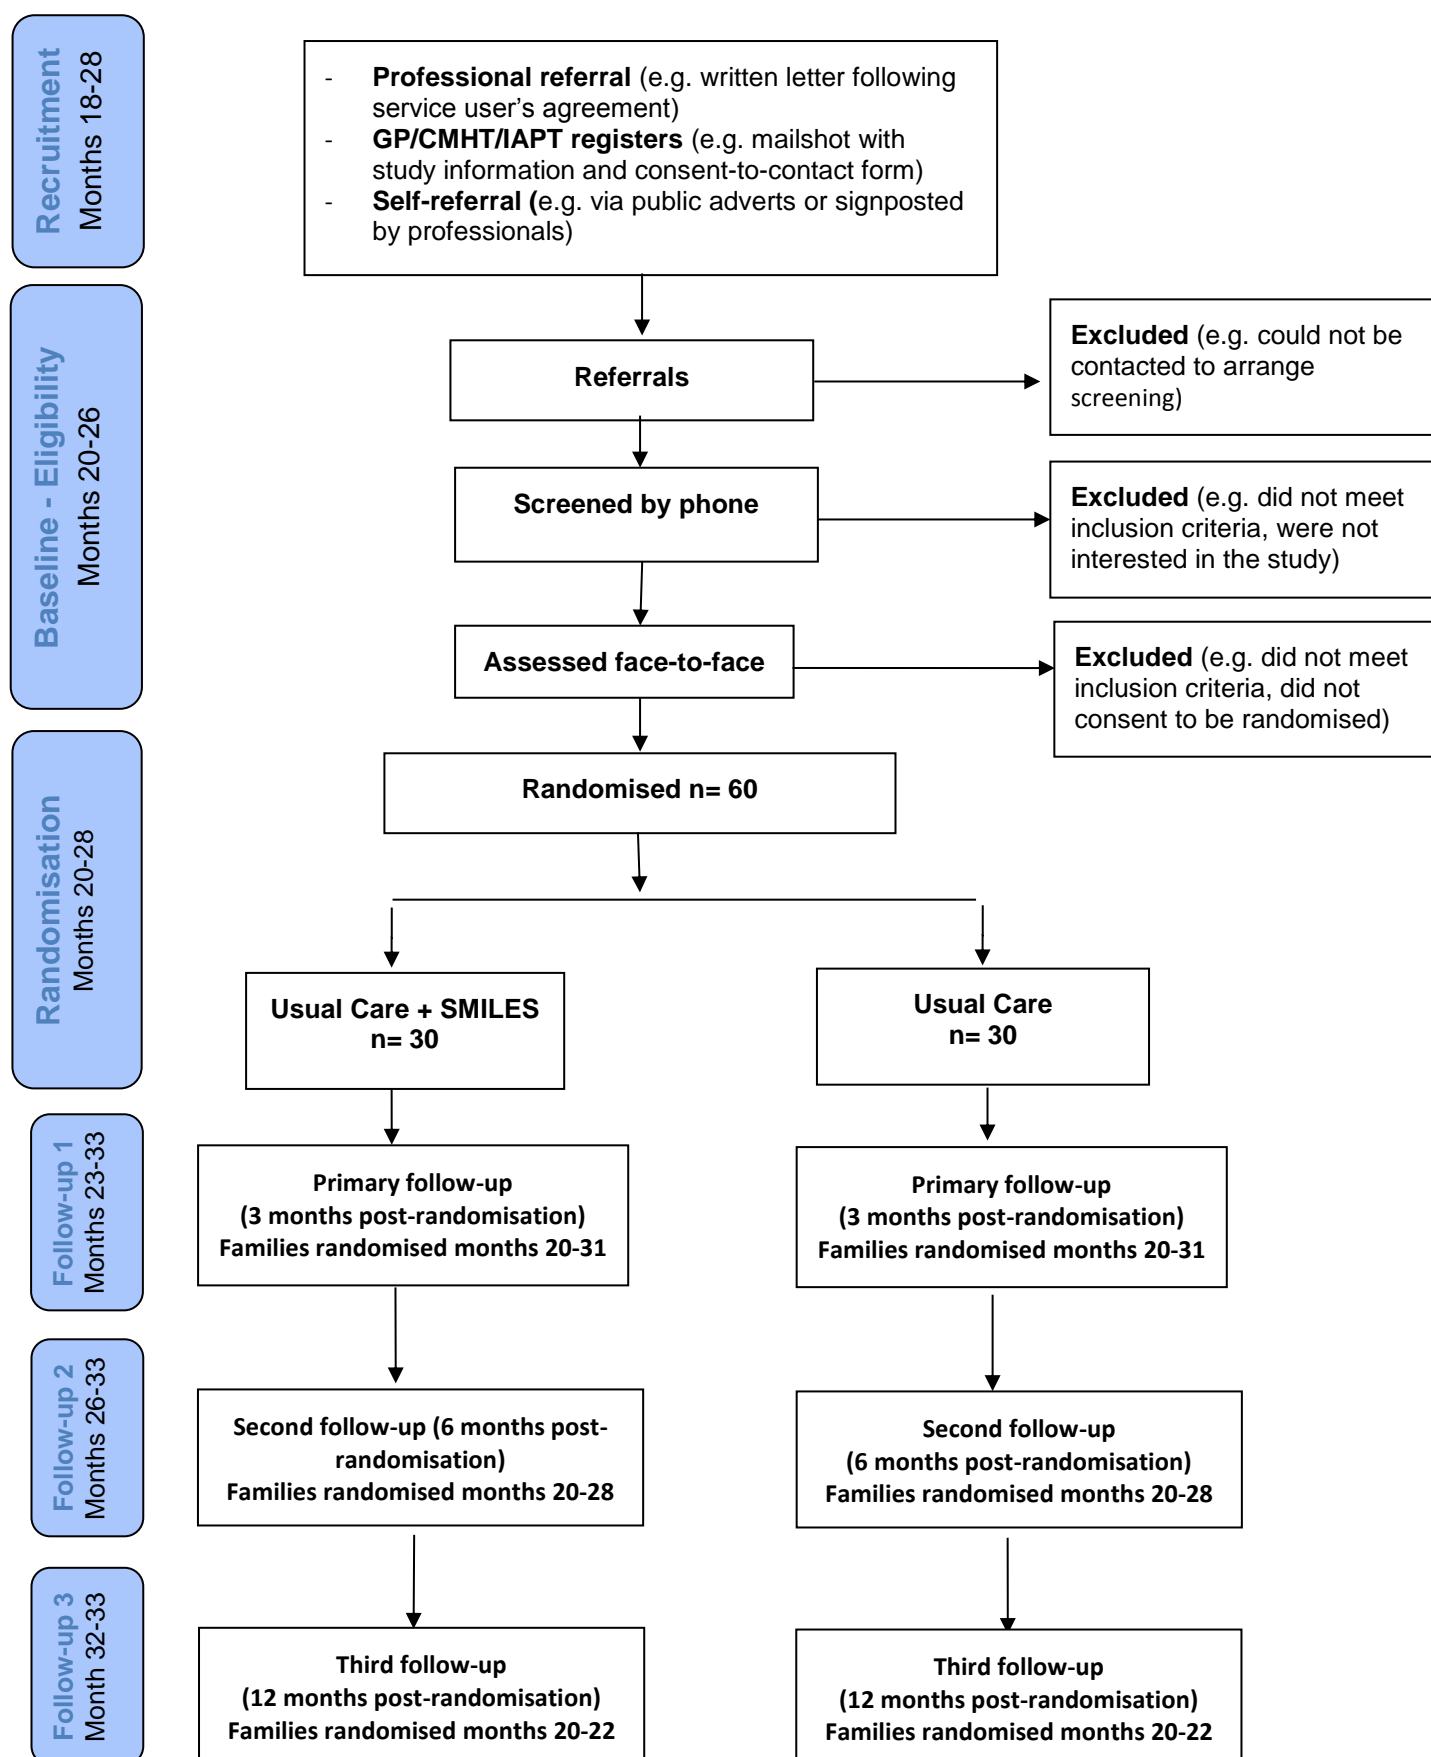 Recruitment
Months 18-28
- Professional referral (e.g. written letter following
service user's agreement)
- GP/CMHT/IAPT registers (e.g. mailshot with
study information and consent-to-contact form)
- Self-referral (e.g. via public adverts or signposted
by professionals)
Baseline - Eligibility
Months 20-26
Referrals
Excluded (e.g. could not be
contacted to arrange
screening)
Screened by phone
Excluded (e.g. did not meet
inclusion criteria, were not
interested in the study)
Assessed face-to-face
Excluded (e.g. did not meet
inclusion criteria, did not
consent to be randomised)
Randomisation
Months 20-28
Randomised n= 60
Usual Care + SMILES
n= 30
Usual Care
n= 30
Follow-up 1
Months 23-33
Primary follow-up
(3 months post-randomisation)
Families randomised months 20-31
Primary follow-up
(3 months post-randomisation)
Families randomised months 20-31
Follow-up 2
Months 26-33
Second follow-up (6 months post-
randomisation)
Families randomised months 20-28
Second follow-up
(6 months post-randomisation)
Families randomised months 20-28
Follow-up 3
Month 32-33
Third follow-up
(12 months post-randomisation)
Families randomised months 20-22
Third follow-up
(12 months post-randomisation)
Families randomised months 20-22